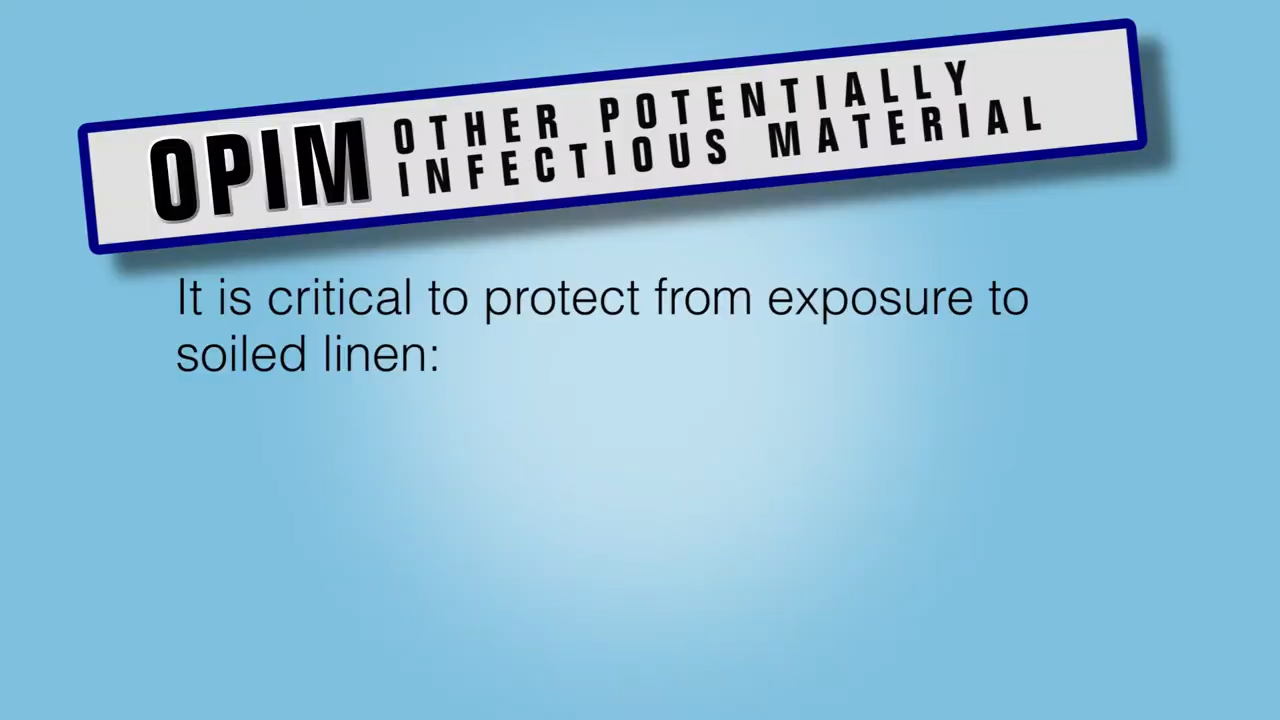 OPIM
OTHER POTENTIALLY
INFECTIOUS MATERIAL
It is critical to protect from exposure to
soiled linen: